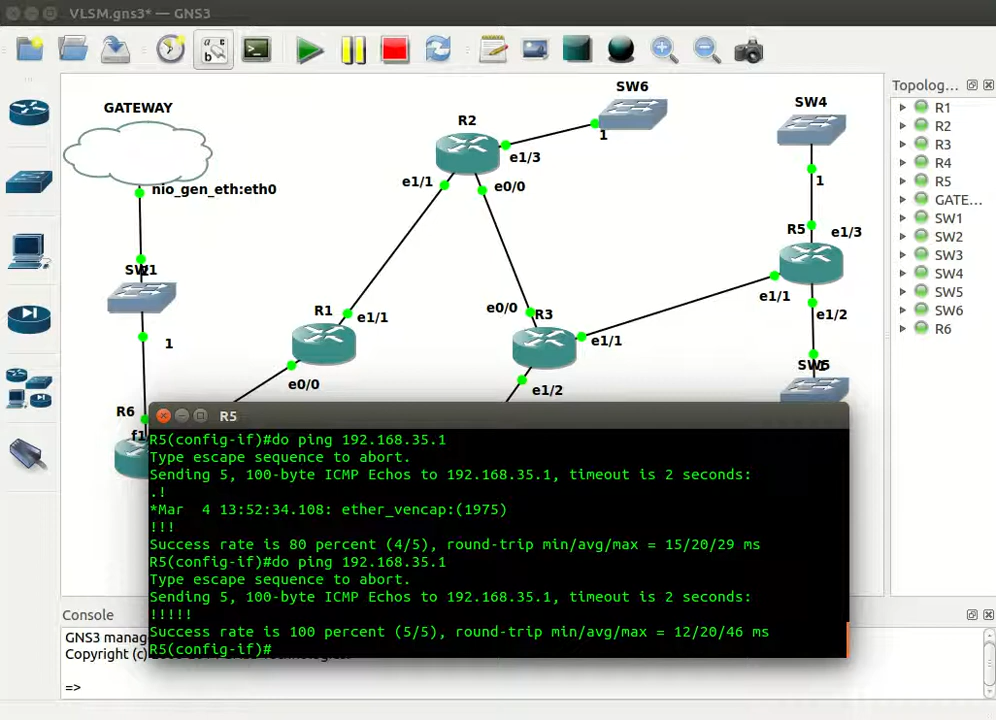 VLSM.gns3* — GNS3
Topolog...
GATEWAY
nio_gen_eth:eth0
SW1
1
R6
R2
e1/3
e1/1
e0/0
SW6
1
SW4
1
R5
e1/3
e1/1
e1/2
SW5
R1
e1/1
e0/0
e0/0
R3
e1/1
e1/2
R1
R2
R3
R4
R5
GATE...
SW1
SW2
SW3
SW4
SW5
SW6
R6
R5
R5(config-if)#do ping 192.168.35.1
Type escape sequence to abort.
Sending 5, 100-byte ICMP Echos to 192.168.35.1, timeout is 2 seconds:
.!
*Mar  4 13:52:34.108: ether_vencap:(1975)
!!!
Success rate is 80 percent (4/5), round-trip min/avg/max = 15/20/29 ms
R5(config-if)#do ping 192.168.35.1
Type escape sequence to abort.
Sending 5, 100-byte ICMP Echos to 192.168.35.1, timeout is 2 seconds:
!!!!!
Success rate is 100 percent (5/5), round-trip min/avg/max = 12/20/46 ms
R5(config-if)#
Console
GNS3 manag
Copyright (c)
=>